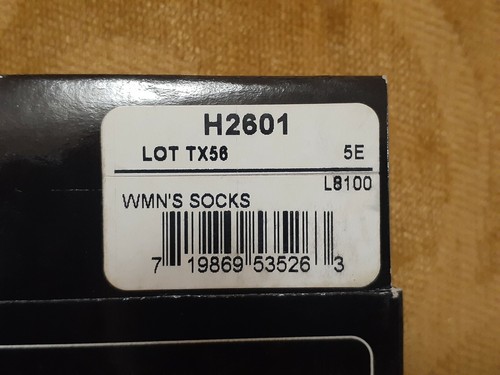 H2601
LOT TX56 5E
L8100
WMN'S SOCKS
7 19869 53526 3